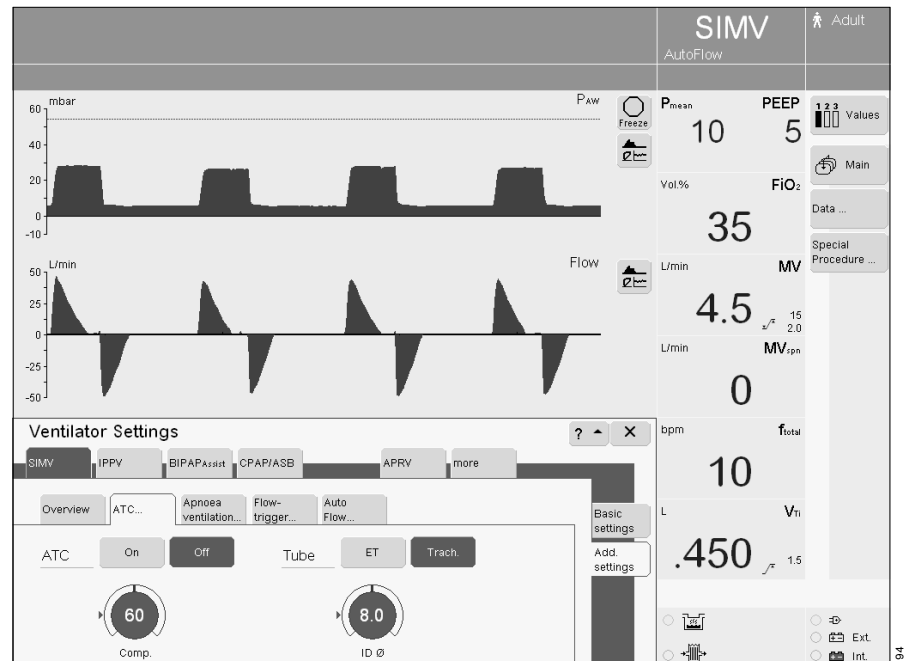 SIMV
AutoFlow
Adult
mbar
PAW
60
40
20
0
-10
Freeze
Pmean PEEP
10 5
1 2 3
Values
Main
Vol.% FiO2
35
Data ...
Special
Procedure ...
L/min
Flow
50
25
0
-25
-50
L/min MV
4.5 15
2.0
L/min MVspn
0
Ventilator Settings
? ×
SIMV IPPV BIPAPAssist CPAP/ASB APRV more
bpm ftotal
10
Overview ATC... Apnoea
ventilation... Flow-
trigger... Auto
Flow...
Basic
settings
Add.
settings
L VTi
.450 1.5
ATC On Off Tube ET Trach.
60 8.0
Comp. ID Ø
Ext.
Int.
94